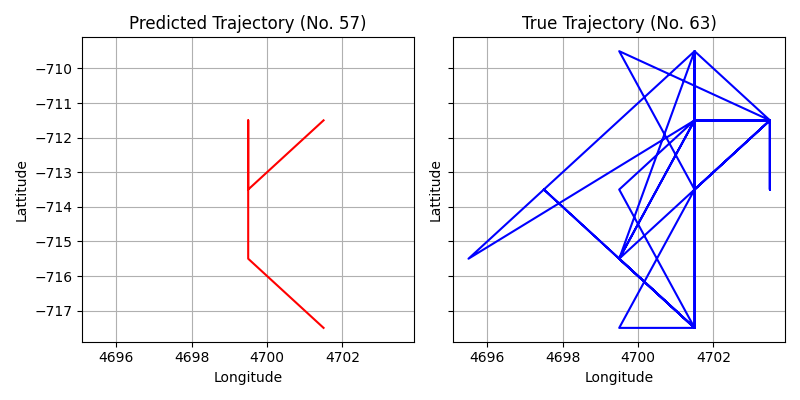 Predicted Trajectory (No. 57)
True Trajectory (No. 63)
Lattitude
−710
−711
−712
−713
−714
−715
−716
−717
4696
4698
4700
4702
Longitude
Lattitude
4696
4698
4700
4702
Longitude